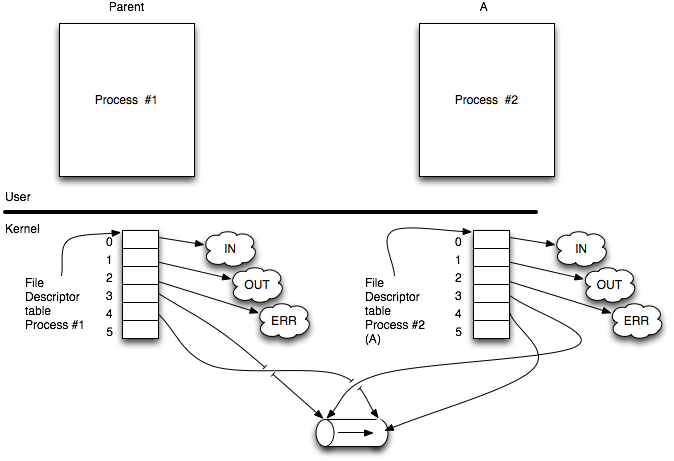 Parent
A
Process #1
Process #2
User
Kernel
0
1
2
3
4
5
IN
OUT
ERR
File
Descriptor
table
Process #1
0
1
2
3
4
5
IN
OUT
ERR
File
Descriptor
table
Process #2
(A)